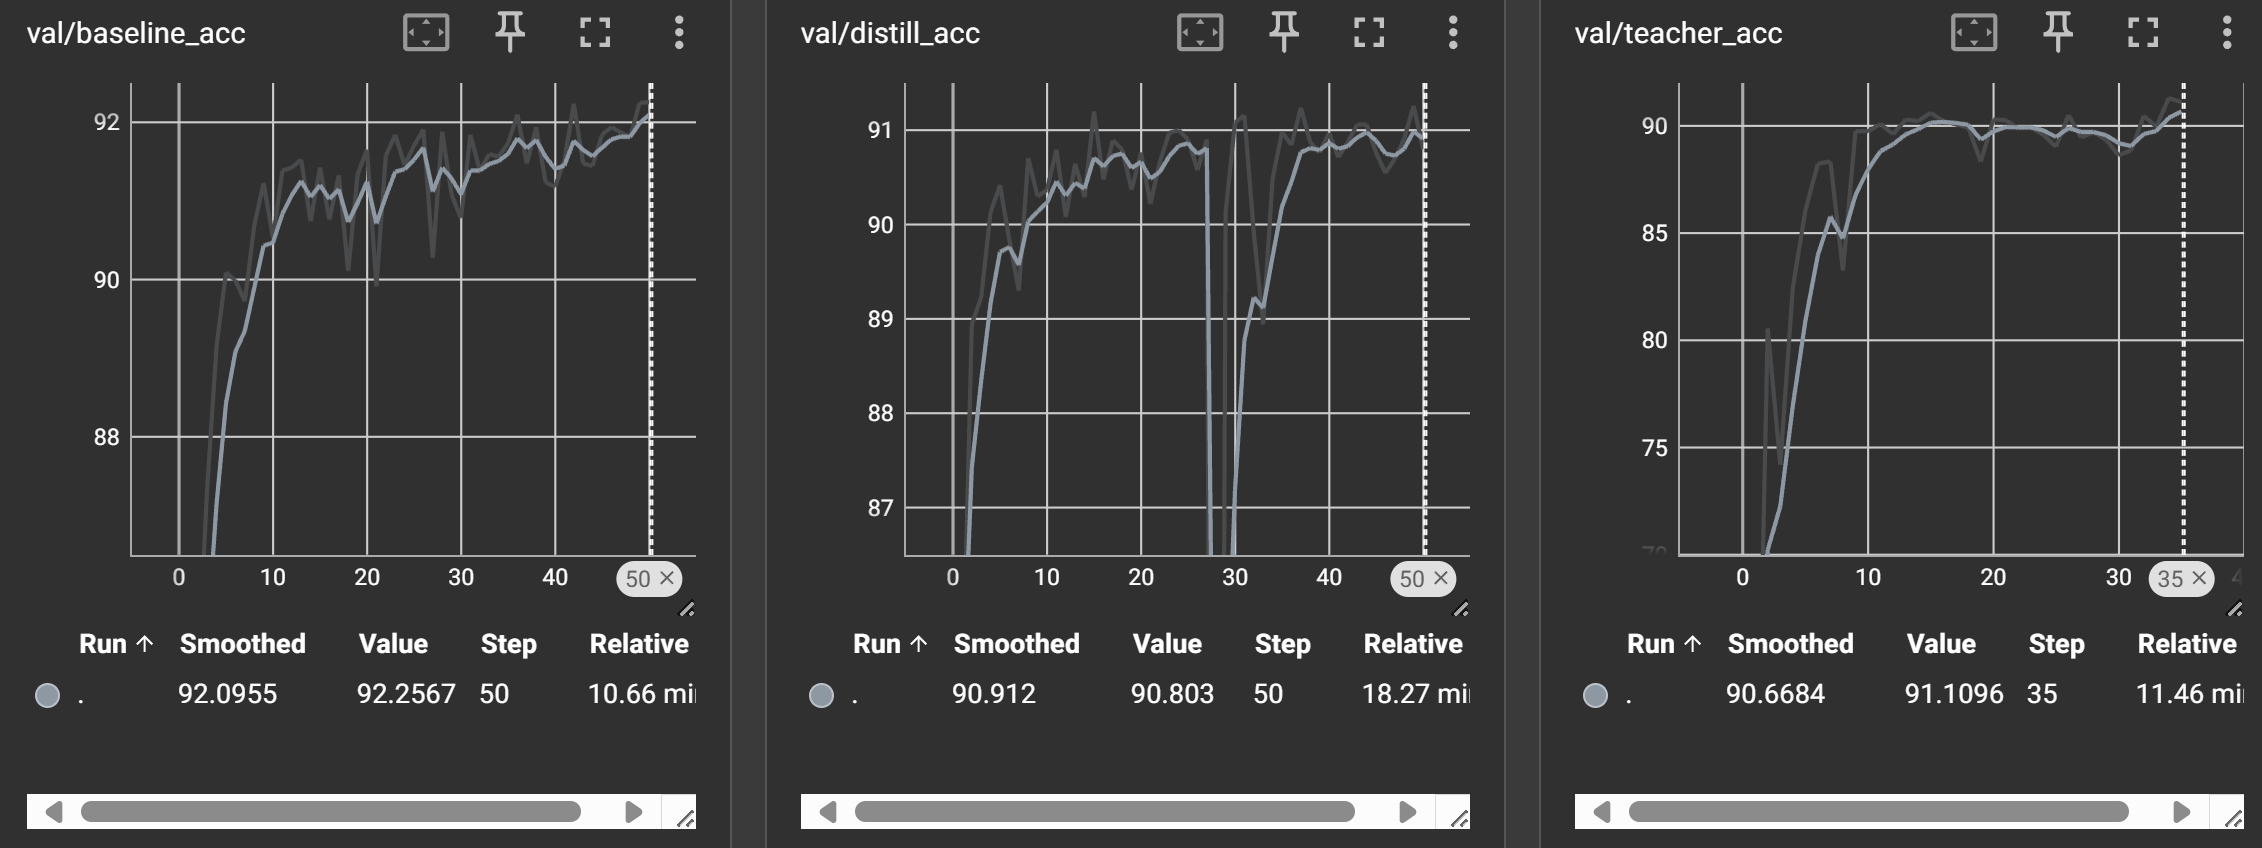 val/baseline_acc
92
90
88
0 10 20 30 40 50
Run ↑ Smoothed Value Step Relative
. 92.0955 92.2567 50 10.66 mi
val/distill_acc
91
90
89
88
87
0 10 20 30 40 50
Run ↑ Smoothed Value Step Relative
. 90.912 90.803 50 18.27 mi
val/teacher_acc
90
85
80
75
70
0 10 20 30 35
Run ↑ Smoothed Value Step Relative
. 90.6684 91.1096 35 11.46 mi